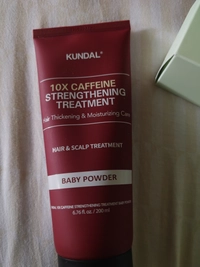 KUNDAL®
10X CAFFEINE
STRENGTHENING
TREATMENT
Hair Thickening & Moisturizing Care
HAIR & SCALP TREATMENT
BABY POWDER
6.76 fl.oz. / 200 ml